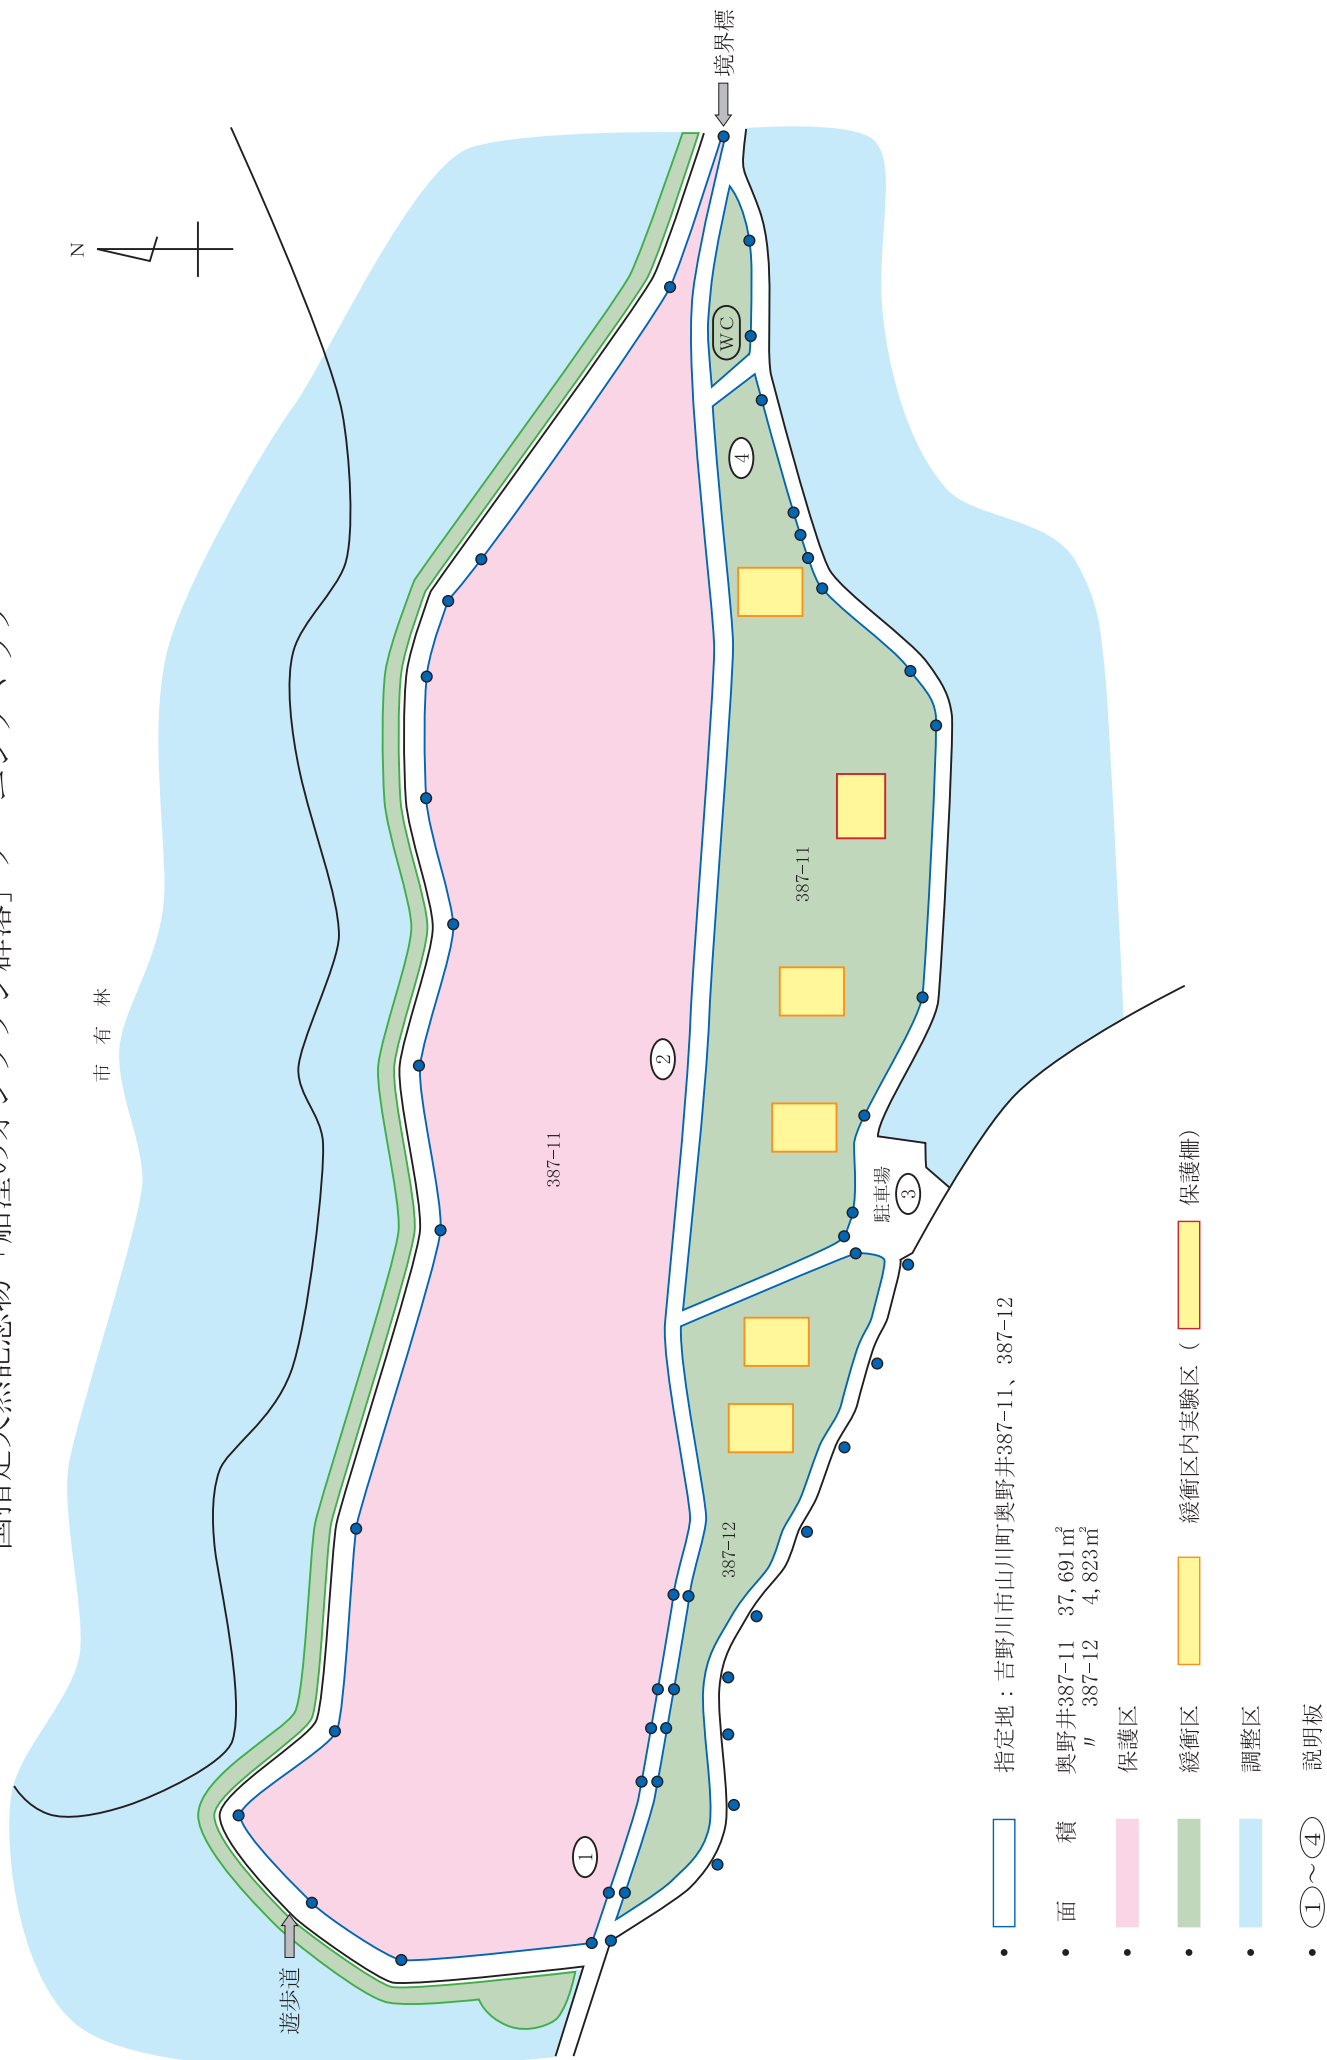 N
境界標
WC
4
市有林
387-11
387-11
2
駐車場
3
387-12
1
遊歩道
・ 指定地：吉野川市山川町奥野井387-11、387-12
・ 面積 奥野井387-11 37,691㎡
〃 387-12 4,823㎡
・ 保護区
・ 緩衝区 緩衝区内実験区（ 保護柵）
・ 調整区
・ ①～④ 説明板